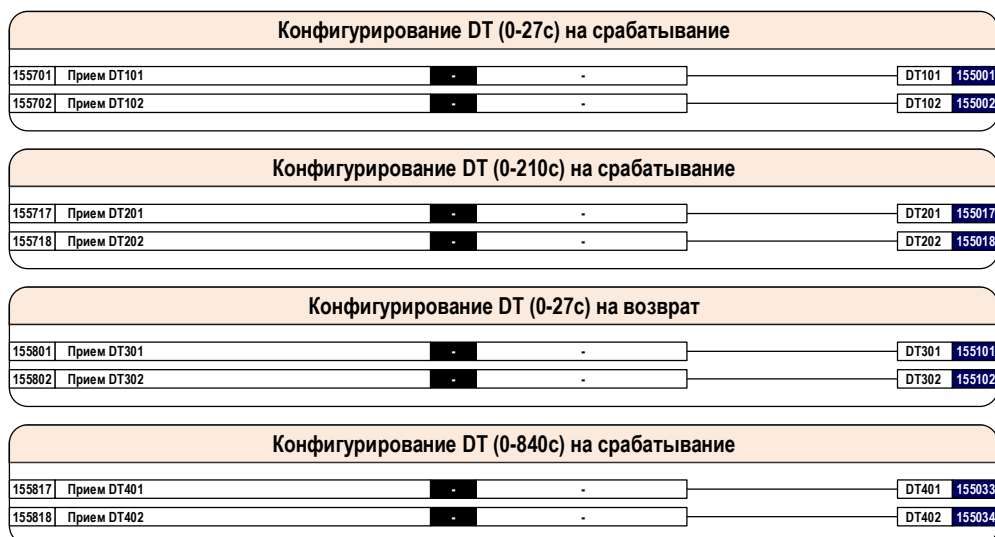 Конфигурирование DT (0-27с) на срабатывание
155701 Прием DT101 - - DT101 155001
155702 Прием DT102 - - DT102 155002
Конфигурирование DT (0-210с) на срабатывание
155717 Прием DT201 - - DT201 155017
155718 Прием DT202 - - DT202 155018
Конфигурирование DT (0-27с) на возврат
155801 Прием DT301 - - DT301 155101
155802 Прием DT302 - - DT302 155102
Конфигурирование DT (0-840с) на срабатывание
155817 Прием DT401 - - DT401 155033
155818 Прием DT402 - - DT402 155034